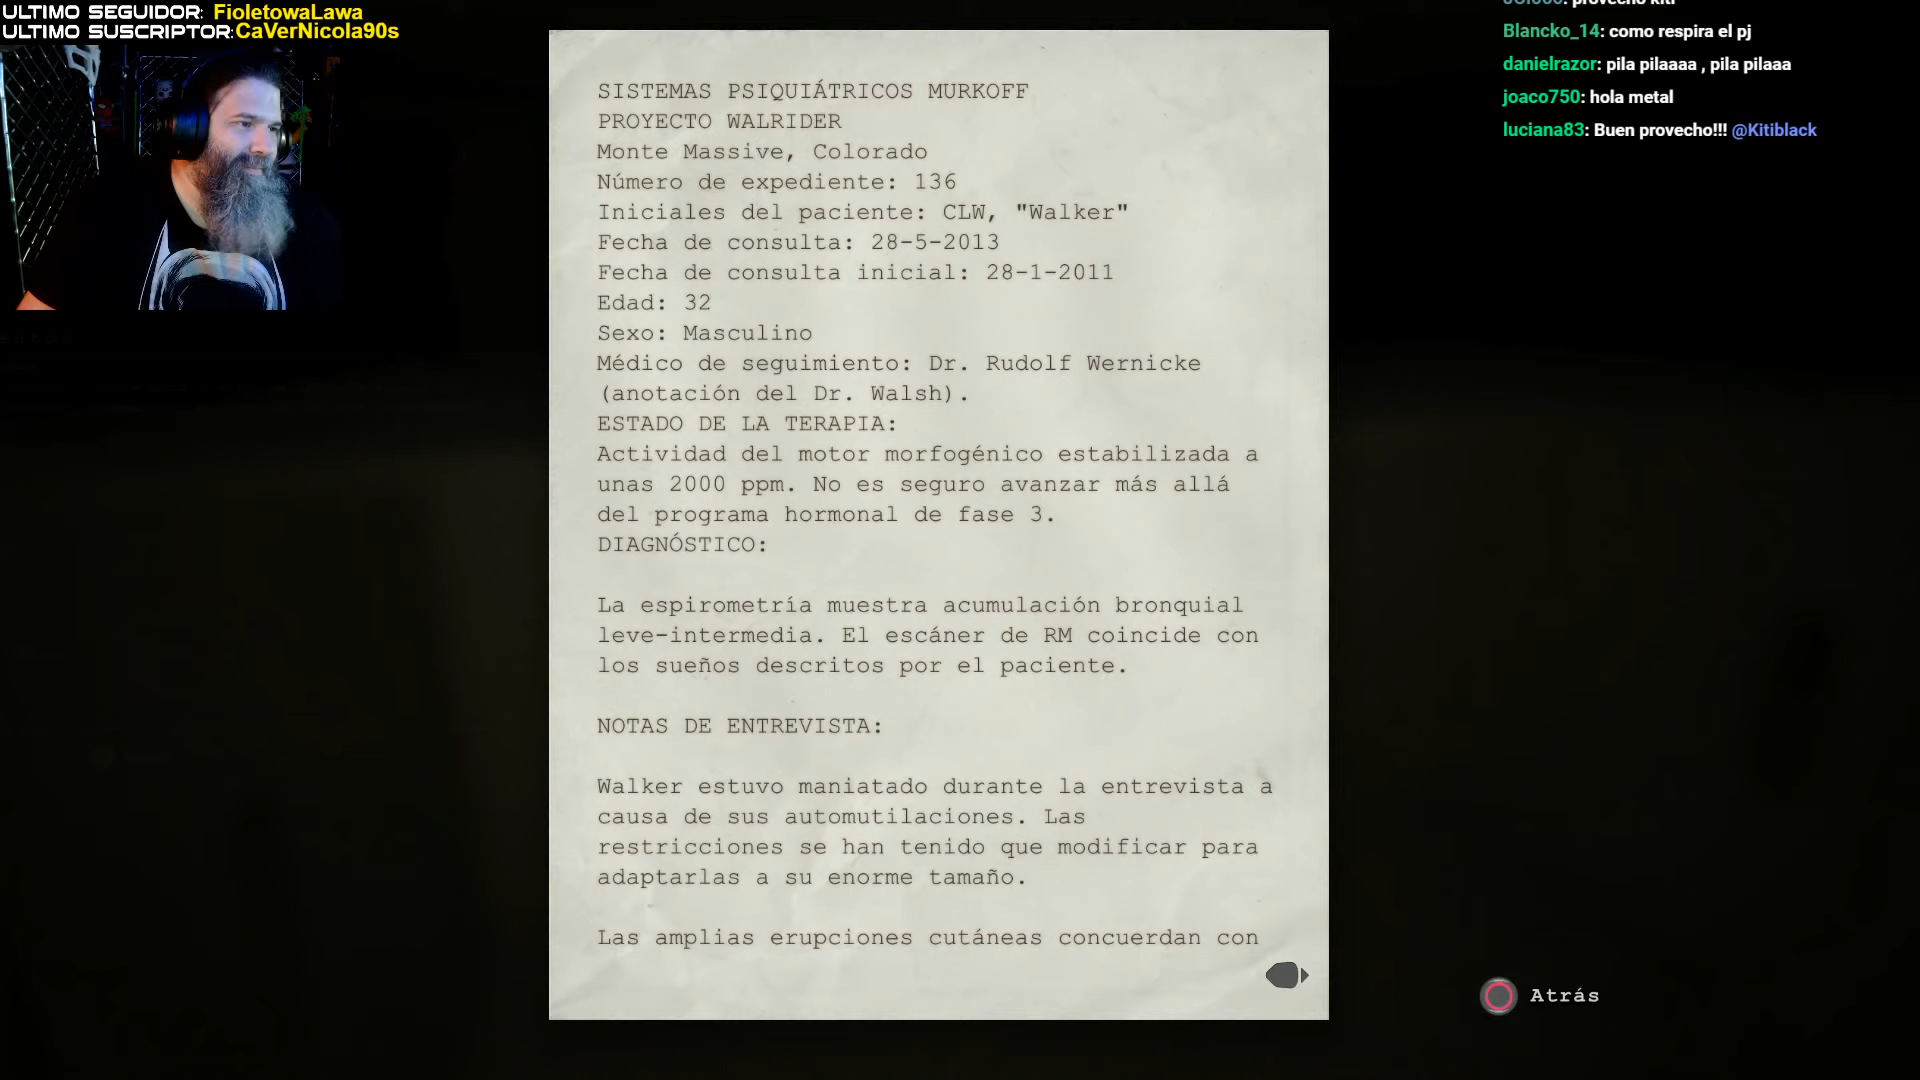 ULTIMO SEGUIDOR: FioletowaLawa
ULTIMO SUSCRIPTOR:CaVerNicola90s
SISTEMAS PSIQUIÁTRICOS MURKOFF
PROYECTO WALRIDER
Monte Massive, Colorado
Número de expediente: 136
Iniciales del paciente: CLW, "Walker"
Fecha de consulta: 28-5-2013
Fecha de consulta inicial: 28-1-2011
Edad: 32
Sexo: Masculino
Médico de seguimiento: Dr. Rudolf Wernicke
(anotación del Dr. Walsh).
ESTADO DE LA TERAPIA:
Actividad del motor morfogénico estabilizada a
unas 2000 ppm. No es seguro avanzar más allá
del programa hormonal de fase 3.
DIAGNÓSTICO:
La espirometría muestra acumulación bronquial
leve-intermedia. El escáner de RM coincide con
los sueños descritos por el paciente.
NOTAS DE ENTREVISTA:
Walker estuvo maniatado durante la entrevista a
causa de sus automutilaciones. Las
restricciones se han tenido que modificar para
adaptarlas a su enorme tamaño.
Las amplias erupciones cutáneas concuerdan con
provecho kiti
Blancko_14: como respira el pj
danielrazor: pila pilaaaa , pila pilaaa
joaco750: hola metal
luciana83: Buen provecho!!! @Kitiblack
Atrás